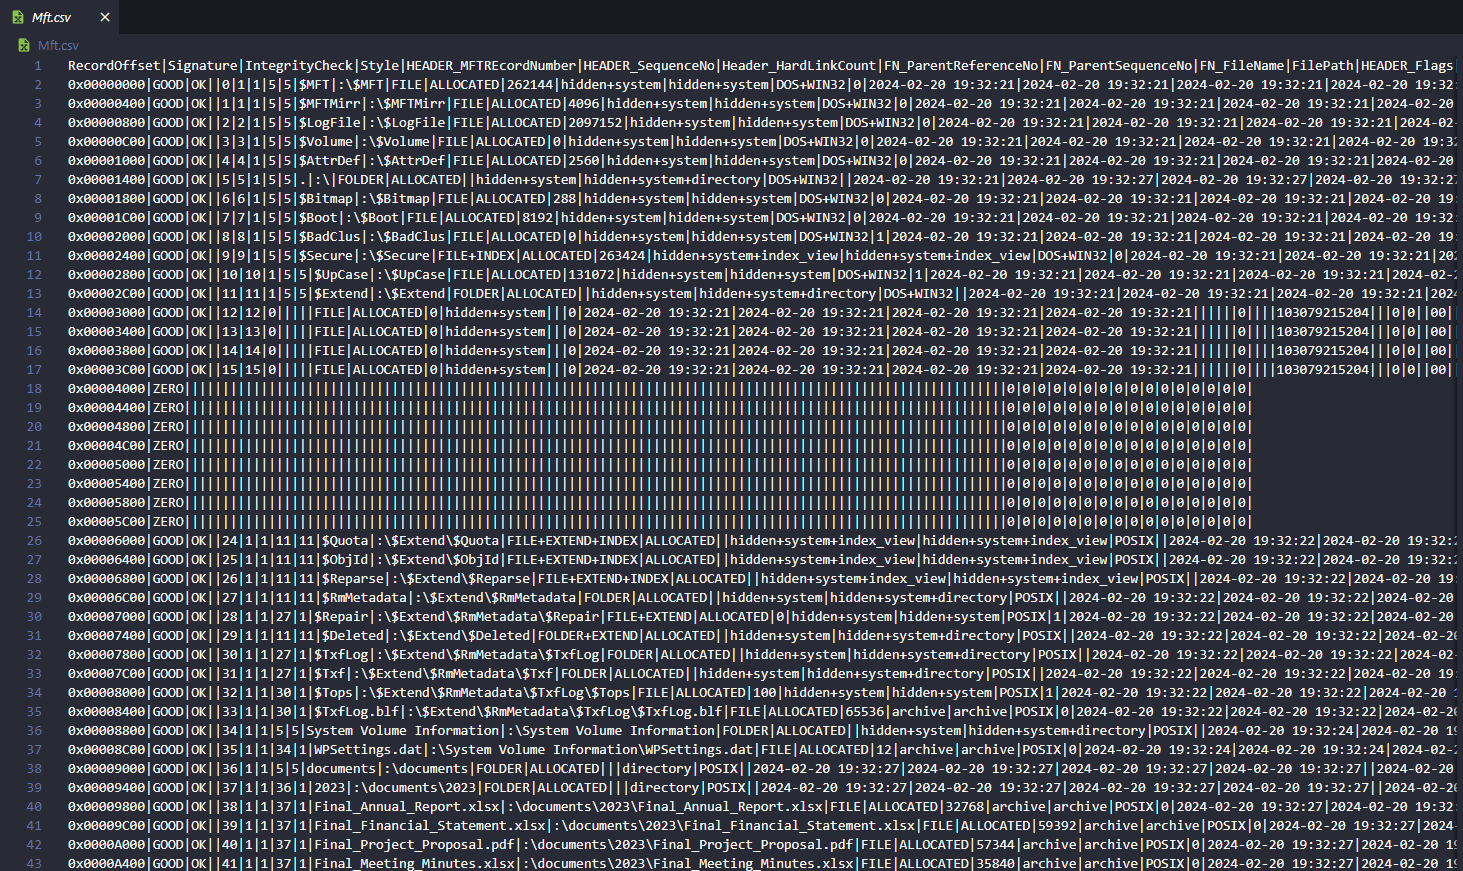 Mft.csv
Mft.csv
1 RecordOffset|Signature|IntegrityCheck|Style|HEADER_MFTREcordNumber|HEADER_SequenceNo|Header_HardLinkCount|FN_ParentReferenceNo|FN_ParentSequenceNo|FN_FileName|FilePath|HEADER_Flags
2 0x00000000|GOOD|OK||0|1|1|5|5|$MFT|:\$MFT|FILE|ALLOCATED|262144|hidden+system|hidden+system|DOS+WIN32|0|2024-02-20 19:32:21|2024-02-20 19:32:21|2024-02-20 19:32:21|2024-02-20 19:32:
3 0x00000400|GOOD|OK||1|1|1|5|5|$MFTMirr|:\$MFTMirr|FILE|ALLOCATED|4096|hidden+system|hidden+system|DOS+WIN32|0|2024-02-20 19:32:21|2024-02-20 19:32:21|2024-02-20 19:32:21|2024-02-20
4 0x00000800|GOOD|OK||2|2|1|5|5|$LogFile|:\$LogFile|FILE|ALLOCATED|2097152|hidden+system|hidden+system|DOS+WIN32|0|2024-02-20 19:32:21|2024-02-20 19:32:21|2024-02-20 19:32:21|2024-02-
5 0x00000C00|GOOD|OK||3|3|1|5|5|$Volume|:\$Volume|FILE|ALLOCATED|0|hidden+system|hidden+system|DOS+WIN32|0|2024-02-20 19:32:21|2024-02-20 19:32:21|2024-02-20 19:32:21|2024-02-20 19:32
6 0x00001000|GOOD|OK||4|4|1|5|5|$AttrDef|:\$AttrDef|FILE|ALLOCATED|2560|hidden+system|hidden+system|DOS+WIN32|0|2024-02-20 19:32:21|2024-02-20 19:32:21|2024-02-20 19:32:21|2024-02-20
7 0x00001400|GOOD|OK||5|5|1|5|5|.|:\|FOLDER|ALLOCATED||hidden+system|hidden+system+directory|DOS+WIN32||2024-02-20 19:32:21|2024-02-20 19:32:27|2024-02-20 19:32:27|2024-02-20 19:32:2
8 0x00001800|GOOD|OK||6|6|1|5|5|$Bitmap|:\$Bitmap|FILE|ALLOCATED|288|hidden+system|hidden+system|DOS+WIN32|0|2024-02-20 19:32:21|2024-02-20 19:32:21|2024-02-20 19:32:21|2024-02-20 19:
9 0x00001C00|GOOD|OK||7|7|1|5|5|$Boot|:\$Boot|FILE|ALLOCATED|8192|hidden+system|hidden+system|DOS+WIN32|0|2024-02-20 19:32:21|2024-02-20 19:32:21|2024-02-20 19:32:21|2024-02-20 19:32
10 0x00002000|GOOD|OK||8|8|1|5|5|$BadClus|:\$BadClus|FILE|ALLOCATED|0|hidden+system|hidden+system|DOS+WIN32|1|2024-02-20 19:32:21|2024-02-20 19:32:21|2024-02-20 19:32:21|2024-02-20 19
11 0x00002400|GOOD|OK||9|9|1|5|5|$Secure|:\$Secure|FILE+INDEX|ALLOCATED|263424|hidden+system+index_view|hidden+system+index_view|DOS+WIN32|0|2024-02-20 19:32:21|2024-02-20 19:32:21|202
12 0x00002800|GOOD|OK||10|10|1|5|5|$UpCase|:\$UpCase|FILE|ALLOCATED|131072|hidden+system|hidden+system|DOS+WIN32|1|2024-02-20 19:32:21|2024-02-20 19:32:21|2024-02-20 19:32:21|2024-02-2
13 0x00002C00|GOOD|OK||11|11|1|5|5|$Extend|:\$Extend|FOLDER|ALLOCATED||hidden+system|hidden+system+directory|DOS+WIN32||2024-02-20 19:32:21|2024-02-20 19:32:21|2024-02-20 19:32:21|2024
14 0x00003000|GOOD|OK||12|12|0|||||FILE|ALLOCATED|0|hidden+system|||0|2024-02-20 19:32:21|2024-02-20 19:32:21|2024-02-20 19:32:21|2024-02-20 19:32:21||||||0||||103079215204|||0|0||00||
15 0x00003400|GOOD|OK||13|13|0|||||FILE|ALLOCATED|0|hidden+system|||0|2024-02-20 19:32:21|2024-02-20 19:32:21|2024-02-20 19:32:21|2024-02-20 19:32:21||||||0||||103079215204|||0|0||00||
16 0x00003800|GOOD|OK||14|14|0|||||FILE|ALLOCATED|0|hidden+system|||0|2024-02-20 19:32:21|2024-02-20 19:32:21|2024-02-20 19:32:21|2024-02-20 19:32:21||||||0||||103079215204|||0|0||00||
17 0x00003C00|GOOD|OK||15|15|0|||||FILE|ALLOCATED|0|hidden+system|||0|2024-02-20 19:32:21|2024-02-20 19:32:21|2024-02-20 19:32:21|2024-02-20 19:32:21||||||0||||103079215204|||0|0||00||
18 0x00004000|ZERO|||||||||||||||||||||||||||||||||||||||||||||||||||||||||||||||||||||||||||||||||||||||||||||||||||||||||||0|0|0|0|0|0|0|0|0|0|0|0|0|0|0|0|
19 0x00004400|ZERO|||||||||||||||||||||||||||||||||||||||||||||||||||||||||||||||||||||||||||||||||||||||||||||||||||||||||||0|0|0|0|0|0|0|0|0|0|0|0|0|0|0|0|
20 0x00004800|ZERO|||||||||||||||||||||||||||||||||||||||||||||||||||||||||||||||||||||||||||||||||||||||||||||||||||||||||||0|0|0|0|0|0|0|0|0|0|0|0|0|0|0|0|
21 0x00004C00|ZERO|||||||||||||||||||||||||||||||||||||||||||||||||||||||||||||||||||||||||||||||||||||||||||||||||||||||||||0|0|0|0|0|0|0|0|0|0|0|0|0|0|0|0|
22 0x00005000|ZERO|||||||||||||||||||||||||||||||||||||||||||||||||||||||||||||||||||||||||||||||||||||||||||||||||||||||||||0|0|0|0|0|0|0|0|0|0|0|0|0|0|0|0|
23 0x00005400|ZERO|||||||||||||||||||||||||||||||||||||||||||||||||||||||||||||||||||||||||||||||||||||||||||||||||||||||||||0|0|0|0|0|0|0|0|0|0|0|0|0|0|0|0|
24 0x00005800|ZERO|||||||||||||||||||||||||||||||||||||||||||||||||||||||||||||||||||||||||||||||||||||||||||||||||||||||||||0|0|0|0|0|0|0|0|0|0|0|0|0|0|0|0|
25 0x00005C00|ZERO|||||||||||||||||||||||||||||||||||||||||||||||||||||||||||||||||||||||||||||||||||||||||||||||||||||||||||0|0|0|0|0|0|0|0|0|0|0|0|0|0|0|0|
26 0x00006000|GOOD|OK||24|1|1|11|11|$Quota|:\$Extend\$Quota|FILE+EXTEND+INDEX|ALLOCATED||hidden+system+index_view|hidden+system+index_view|POSIX||2024-02-20 19:32:22|2024-02-20 19:32:2
27 0x00006400|GOOD|OK||25|1|1|11|11|$ObjId|:\$Extend\$ObjId|FILE+EXTEND+INDEX|ALLOCATED||hidden+system+index_view|hidden+system+index_view|POSIX||2024-02-20 19:32:22|2024-02-20 19:32:2
28 0x00006800|GOOD|OK||26|1|1|11|11|$Reparse|:\$Extend\$Reparse|FILE+EXTEND+INDEX|ALLOCATED||hidden+system+index_view|hidden+system+index_view|POSIX||2024-02-20 19:32:22|2024-02-20 19:
29 0x00006C00|GOOD|OK||27|1|1|11|11|$RmMetadata|:\$Extend\$RmMetadata|FOLDER|ALLOCATED||hidden+system|hidden+system+directory|POSIX||2024-02-20 19:32:22|2024-02-20 19:32:22|2024-02-20
30 0x00007000|GOOD|OK||28|1|1|27|1|$Repair|:\$Extend\$RmMetadata\$Repair|FILE+EXTEND|ALLOCATED|0|hidden+system|hidden+system|POSIX|1|2024-02-20 19:32:22|2024-02-20 19:32:22|2024-02-20
31 0x00007400|GOOD|OK||29|1|1|11|11|$Deleted|:\$Extend\$Deleted|FOLDER+EXTEND|ALLOCATED||hidden+system|hidden+system+directory|POSIX||2024-02-20 19:32:22|2024-02-20 19:32:22|2024-02-20
32 0x00007800|GOOD|OK||30|1|1|27|1|$TxfLog|:\$Extend\$RmMetadata\$TxfLog|FOLDER|ALLOCATED||hidden+system|hidden+system+directory|POSIX||2024-02-20 19:32:22|2024-02-20 19:32:22|2024-02-
33 0x00007C00|GOOD|OK||31|1|1|27|1|$Txf|:\$Extend\$RmMetadata\$Txf|FOLDER|ALLOCATED||hidden+system|hidden+system+directory|POSIX||2024-02-20 19:32:22|2024-02-20 19:32:22|2024-02-20 19:
34 0x00008000|GOOD|OK||32|1|1|30|1|$Tops|:\$Extend\$RmMetadata\$TxfLog\$Tops|FILE|ALLOCATED|100|hidden+system|hidden+system|POSIX|1|2024-02-20 19:32:22|2024-02-20 19:32:22|2024-02-20 1
35 0x00008400|GOOD|OK||33|1|1|30|1|$TxfLog.blf|:\$Extend\$RmMetadata\$TxfLog\$TxfLog.blf|FILE|ALLOCATED|65536|archive|archive|POSIX|0|2024-02-20 19:32:22|2024-02-20 19:32:22|2024-02-20
36 0x00008800|GOOD|OK||34|1|1|5|5|System Volume Information|:\System Volume Information|FOLDER|ALLOCATED||hidden+system|hidden+system+directory|POSIX||2024-02-20 19:32:24|2024-02-20 19
37 0x00008C00|GOOD|OK||35|1|1|34|1|WPSettings.dat|:\System Volume Information\WPSettings.dat|FILE|ALLOCATED|12|archive|archive|POSIX|0|2024-02-20 19:32:24|2024-02-20 19:32:24|2024-02-2
38 0x00009000|GOOD|OK||36|1|1|5|5|documents|:\documents|FOLDER|ALLOCATED|||directory|POSIX||2024-02-20 19:32:27|2024-02-20 19:32:27|2024-02-20 19:32:27|2024-02-20 19:32:27||2024-02-20
39 0x00009400|GOOD|OK||37|1|1|36|1|2023|:\documents\2023|FOLDER|ALLOCATED|||directory|POSIX||2024-02-20 19:32:27|2024-02-20 19:32:27|2024-02-20 19:32:27|2024-02-20 19:32:27||2024-02-20
40 0x00009800|GOOD|OK||38|1|1|37|1|Final_Annual_Report.xlsx|:\documents\2023\Final_Annual_Report.xlsx|FILE|ALLOCATED|32768|archive|archive|POSIX|0|2024-02-20 19:32:27|2024-02-20 19:32:
41 0x00009C00|GOOD|OK||39|1|1|37|1|Final_Financial_Statement.xlsx|:\documents\2023\Final_Financial_Statement.xlsx|FILE|ALLOCATED|59392|archive|archive|POSIX|0|2024-02-20 19:32:27|2024-
42 0x0000A000|GOOD|OK||40|1|1|37|1|Final_Project_Proposal.pdf|:\documents\2023\Final_Project_Proposal.pdf|FILE|ALLOCATED|57344|archive|archive|POSIX|0|2024-02-20 19:32:27|2024-02-20 19
43 0x0000A400|GOOD|OK||41|1|1|37|1|Final_Meeting_Minutes.xlsx|:\documents\2023\Final_Meeting_Minutes.xlsx|FILE|ALLOCATED|35840|archive|archive|POSIX|0|2024-02-20 19:32:27|2024-02-20 19